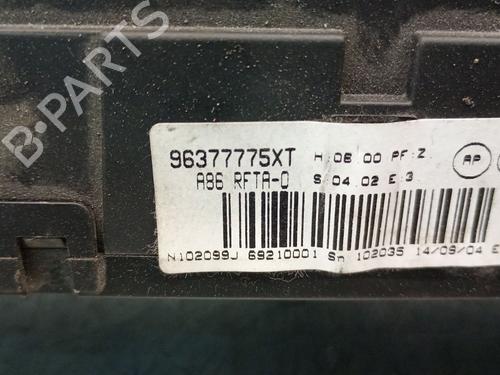 B-PARTS
96377775XT H:06.00 PF:Z.
AP
A86 RFTA-0 S:04.02 E:3
N102099J 69210001 Sn 102035 14/09/04 E